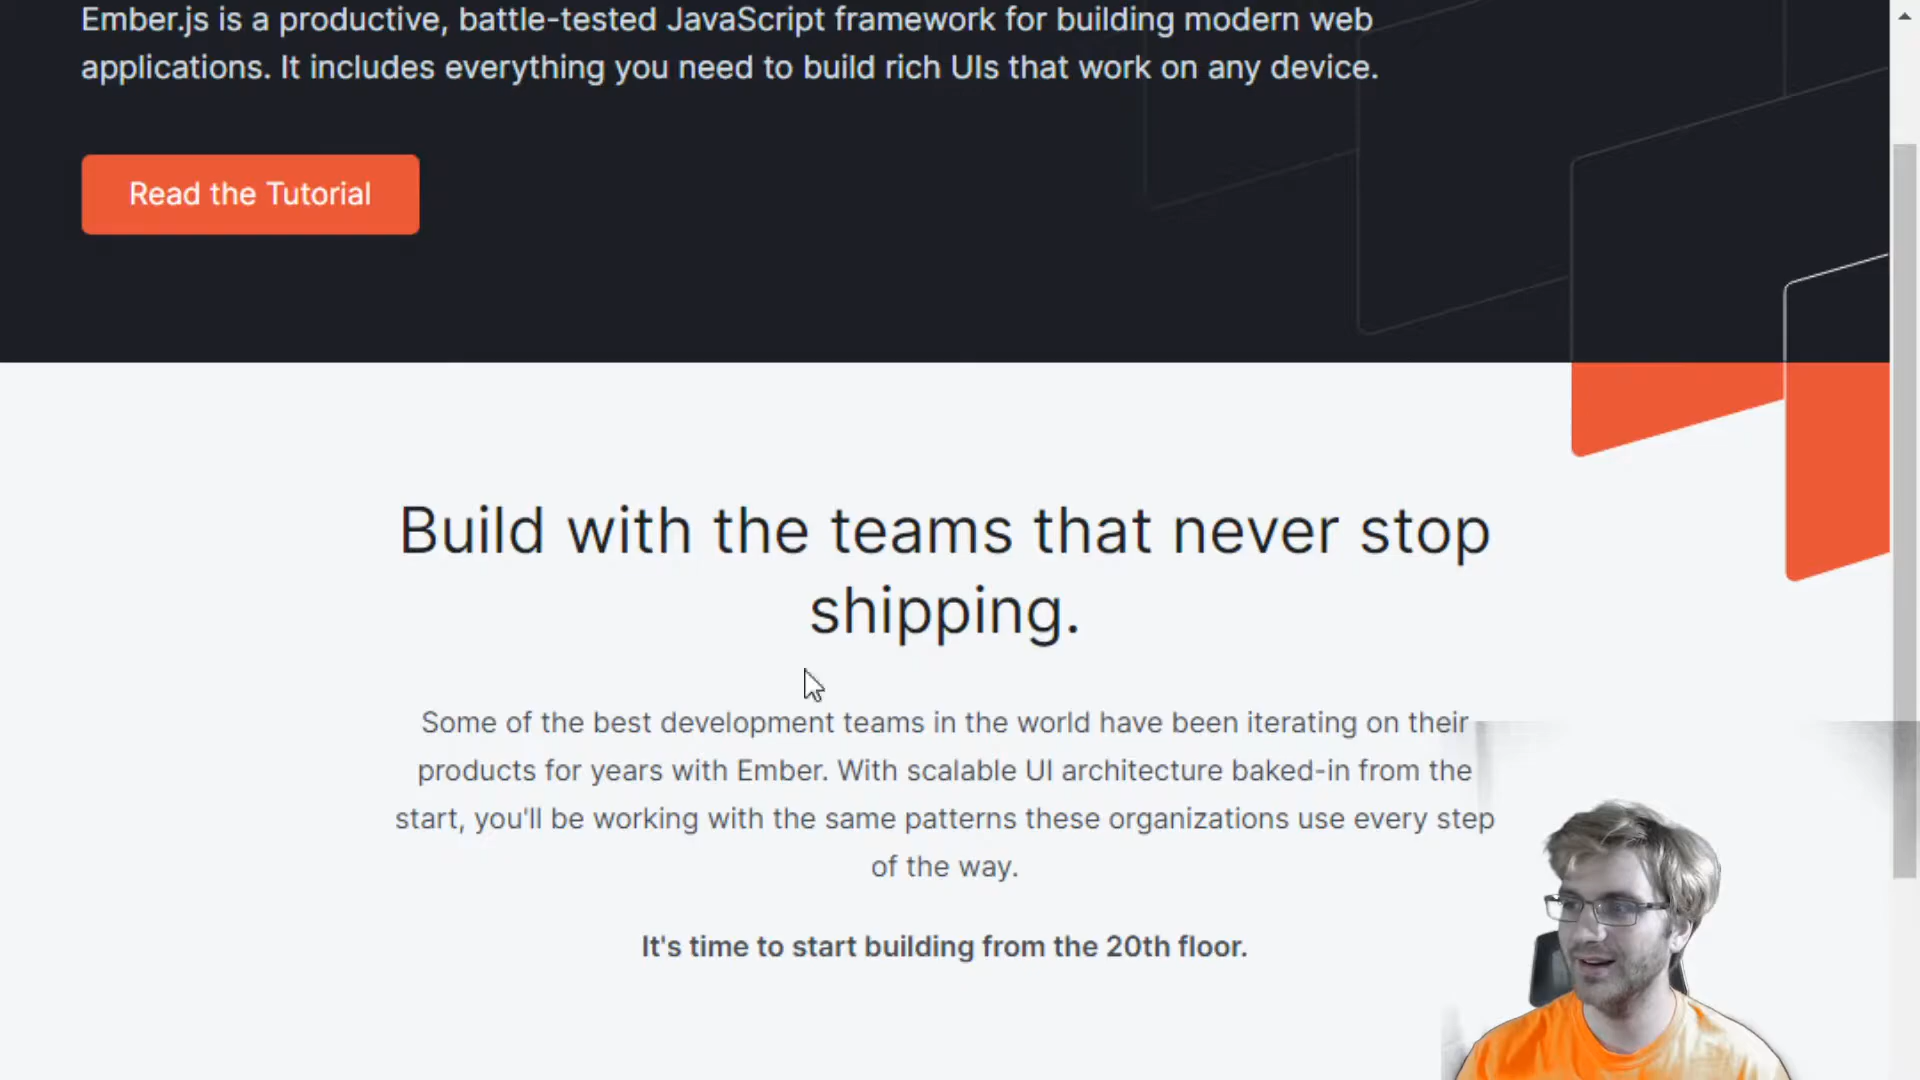 Ember.js is a productive, battle-tested JavaScript framework for building modern web
applications. It includes everything you need to build rich UIs that work on any device.
Read the Tutorial
Build with the teams that never stop
shipping.
Some of the best development teams in the world have been iterating on their
products for years with Ember. With scalable UI architecture baked-in from the
start, you'll be working with the same patterns these organizations use every step
of the way.
It's time to start building from the 20th floor.